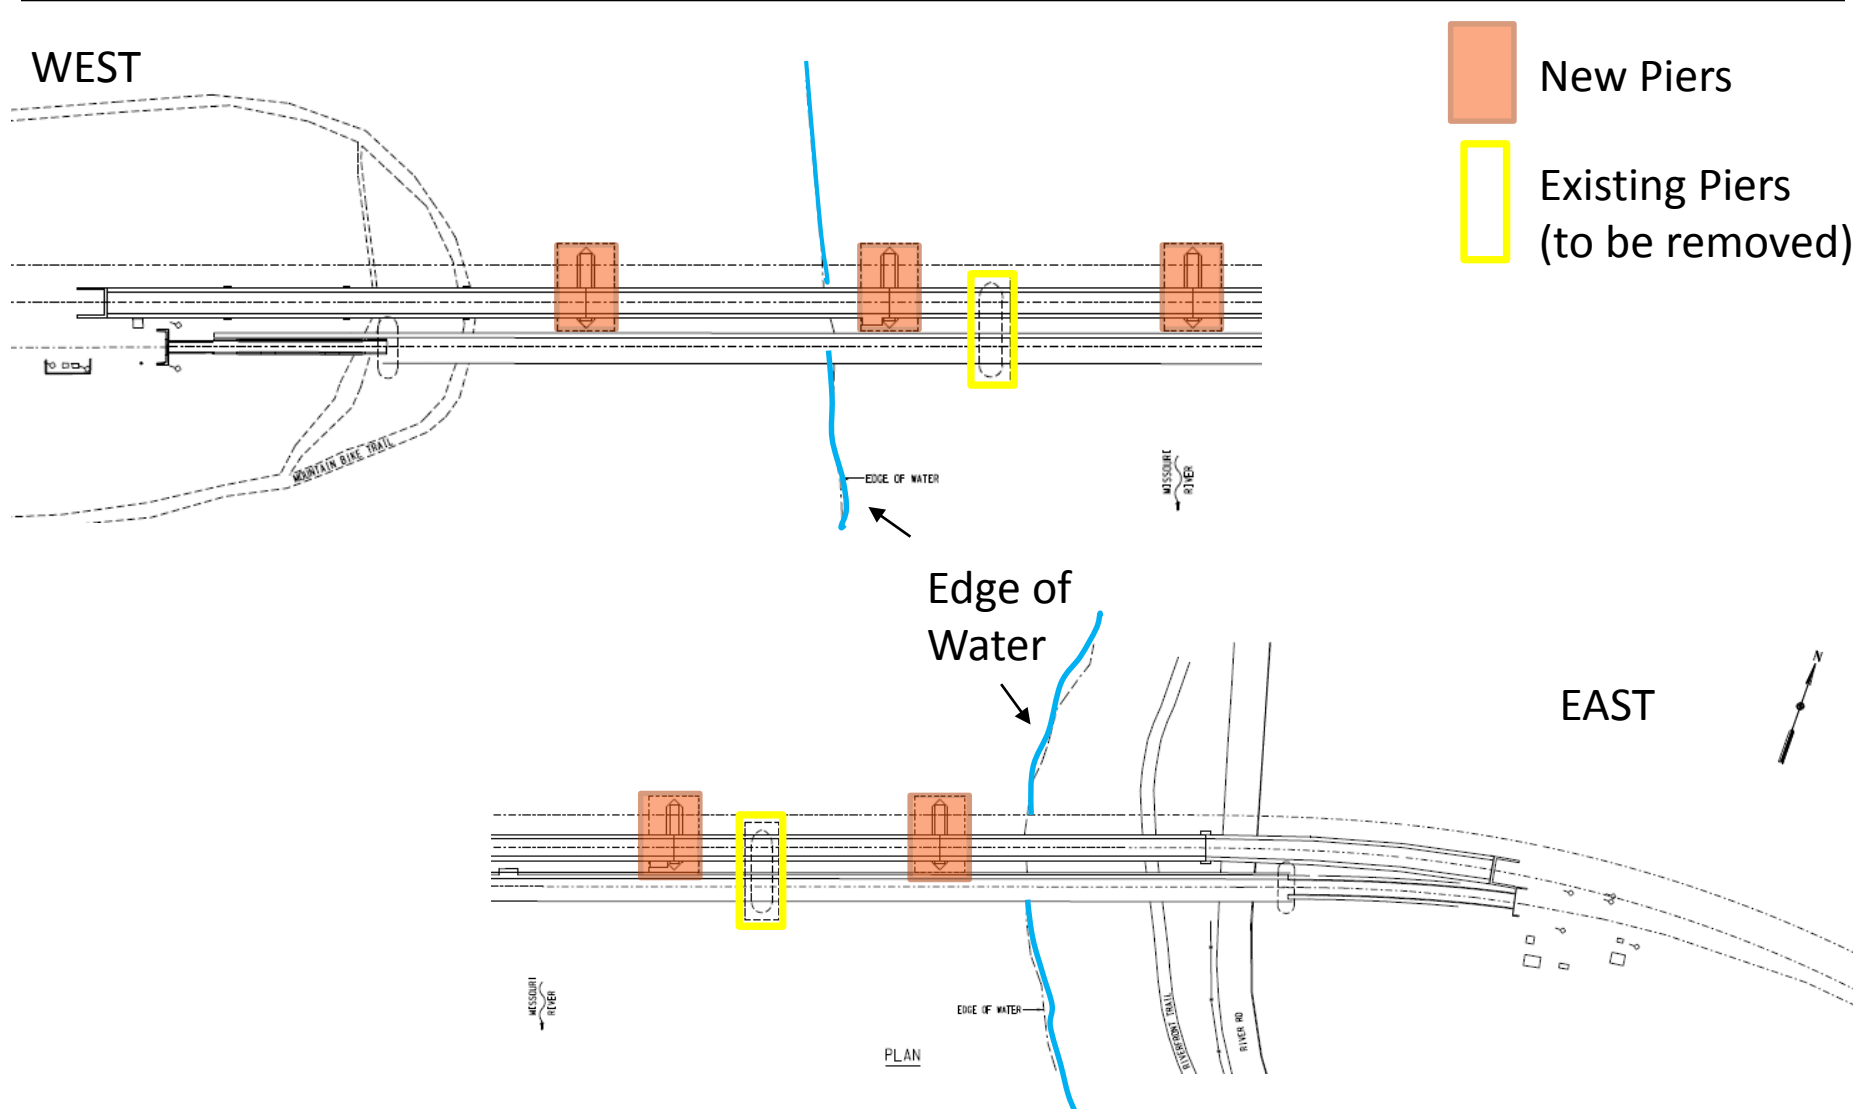 WEST
New Piers
Existing Piers
(to be removed)
MOUNTAIN BIKE TRAIL
EDGE OF WATER
MISSOURI
RIVER
Edge of
Water
N
EAST
MISSOURI
RIVER
EDGE OF WATER
RIVERFRONT TRAIL
RIVER RD
PLAN